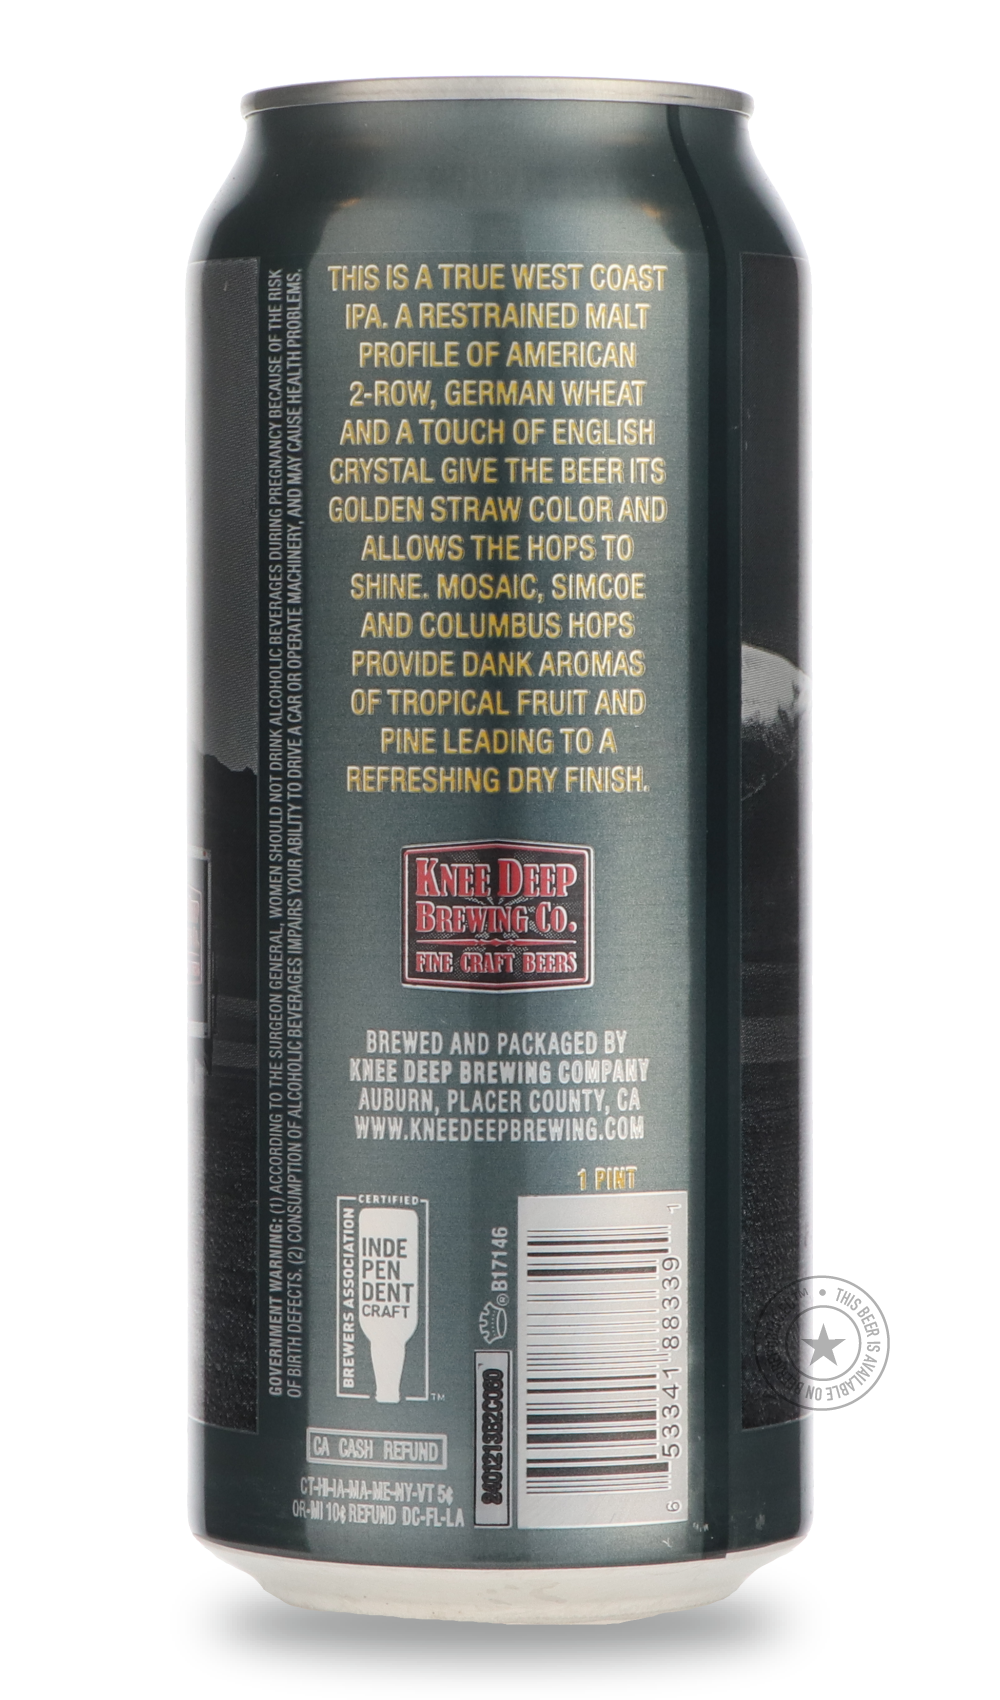 THIS IS A TRUE WEST COAST
IPA. A RESTRAINED MALT
PROFILE OF AMERICAN
2-ROW, GERMAN WHEAT
AND A TOUCH OF ENGLISH
CRYSTAL GIVE THE BEER ITS
GOLDEN STRAW COLOR AND
ALLOWS THE HOPS TO
SHINE. MOSAIC, SIMCOE
AND COLUMBUS HOPS
PROVIDE DANK AROMAS
OF TROPICAL FRUIT AND
PINE LEADING TO A
REFRESHING DRY FINISH.
KNEE DEEP
BREWING CO.
FINE CRAFT BEERS
BREWED AND PACKAGED BY
KNEE DEEP BREWING COMPANY
AUBURN, PLACER COUNTY, CA
WWW.KNEEDEEPBREWING.COM
1 PINT
GOVERNMENT WARNING: (1) ACCORDING TO THE SURGEON GENERAL, WOMEN SHOULD NOT DRINK ALCOHOLIC BEVERAGES DURING PREGNANCY BECAUSE OF THE RISK
OF BIRTH DEFECTS. (2) CONSUMPTION OF ALCOHOLIC BEVERAGES IMPAIRS YOUR ABILITY TO DRIVE A CAR OR OPERATE MACHINERY, AND MAY CAUSE HEALTH PROBLEMS.
CERTIFIED
BREWERS ASSOCIATION
INDE
PEN
DENT
CRAFT
TM
® B17146
6 53341 88339 1
CA CASH REFUND
CT-HI-IA-MA-ME-NY-VT 5¢
OR-MI 10¢ REFUND DC-FL-LA
THIS BEER IS AVAILABLE ON